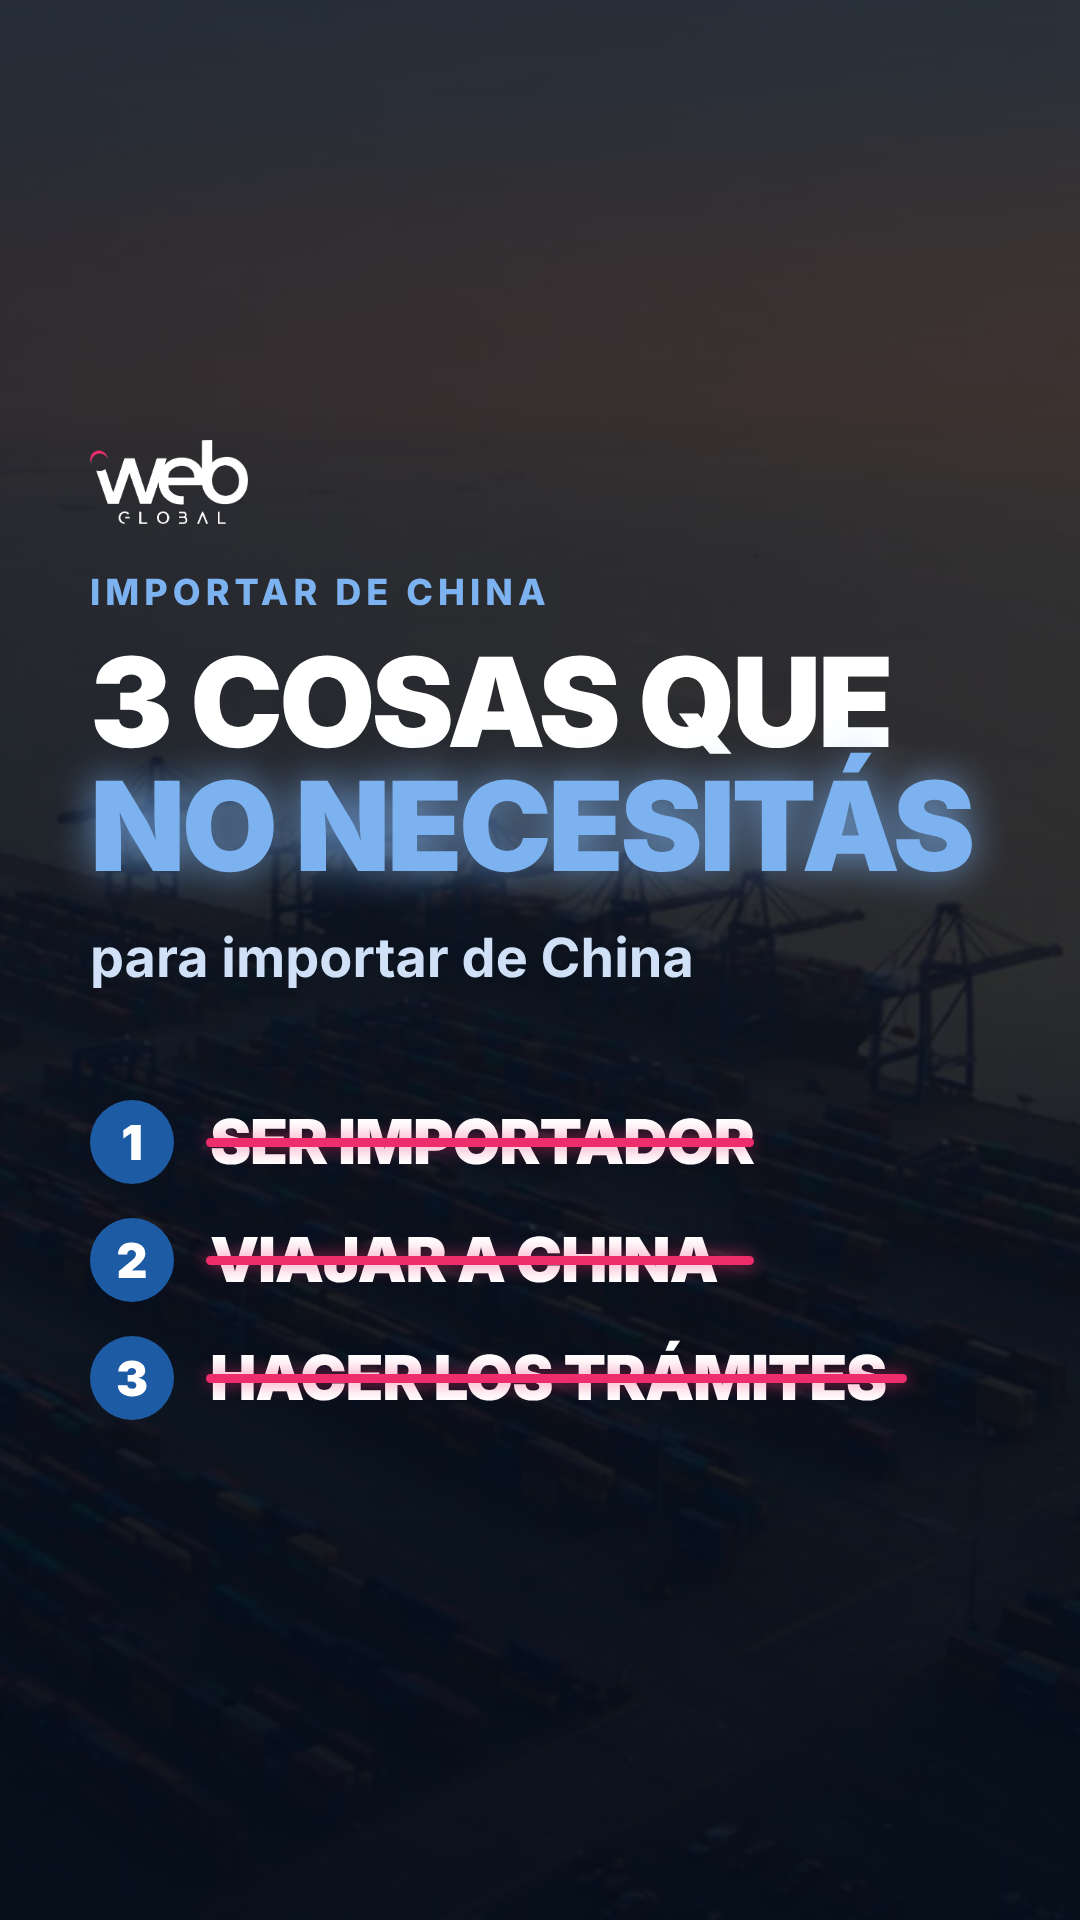 web
GLOBAL
IMPORTAR DE CHINA
3 COSAS QUE
NO NECESITÁS
para importar de China
1 SER IMPORTADOR
2 VIAJAR A CHINA
3 HACER LOS TRÁMITES